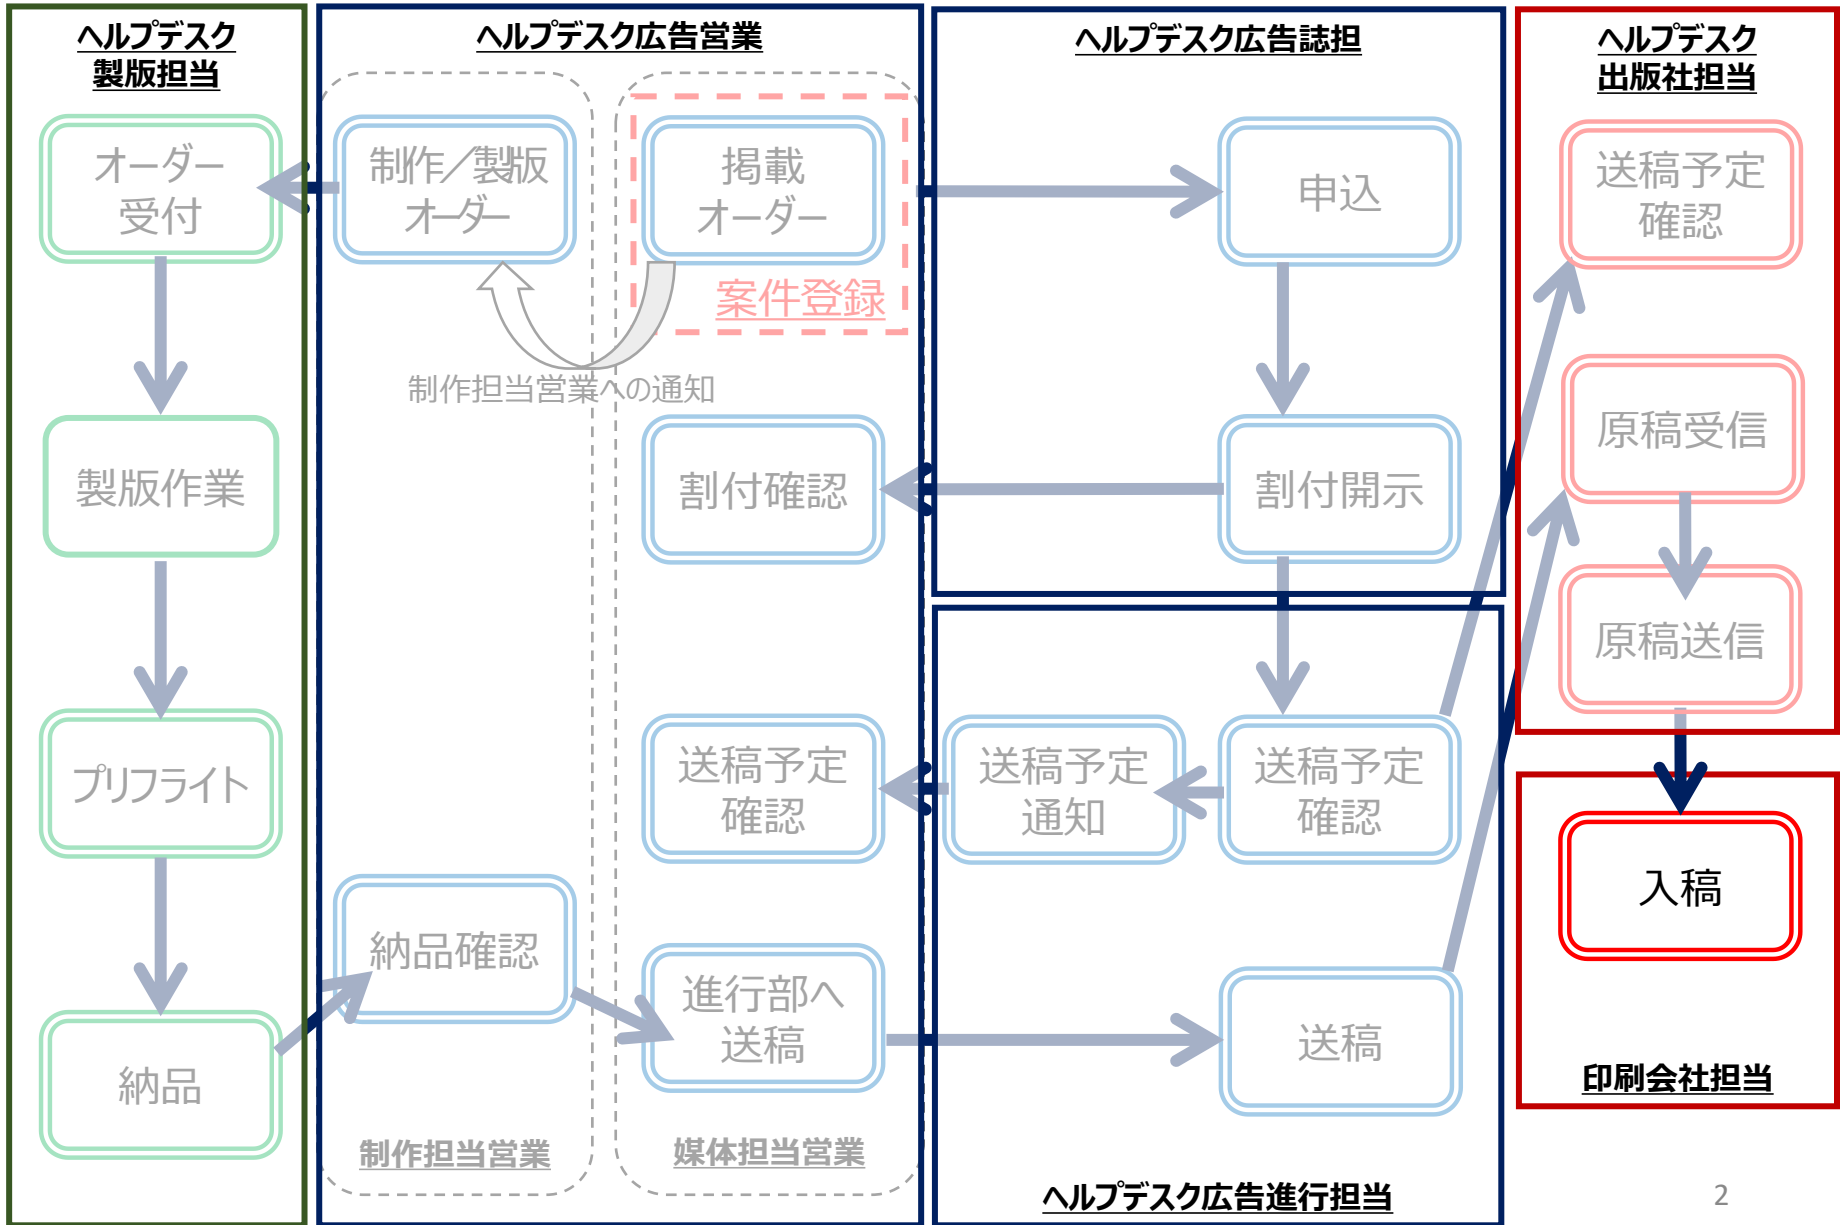 ヘルプデスク
製版担当
オーダー
受付
製版作業
プリフライト
納品
ヘルプデスク広告営業
制作／製版
オーダー
掲載
オーダー
案件登録
制作担当営業への通知
割付確認
送稿予定
確認
納品確認
進行部へ
送稿
制作担当営業
媒体担当営業
ヘルプデスク広告誌担
申込
割付開示
送稿予定
通知
送稿予定
確認
送稿
ヘルプデスク広告進行担当
ヘルプデスク
出版社担当
送稿予定
確認
原稿受信
原稿送信
入稿
印刷会社担当
2